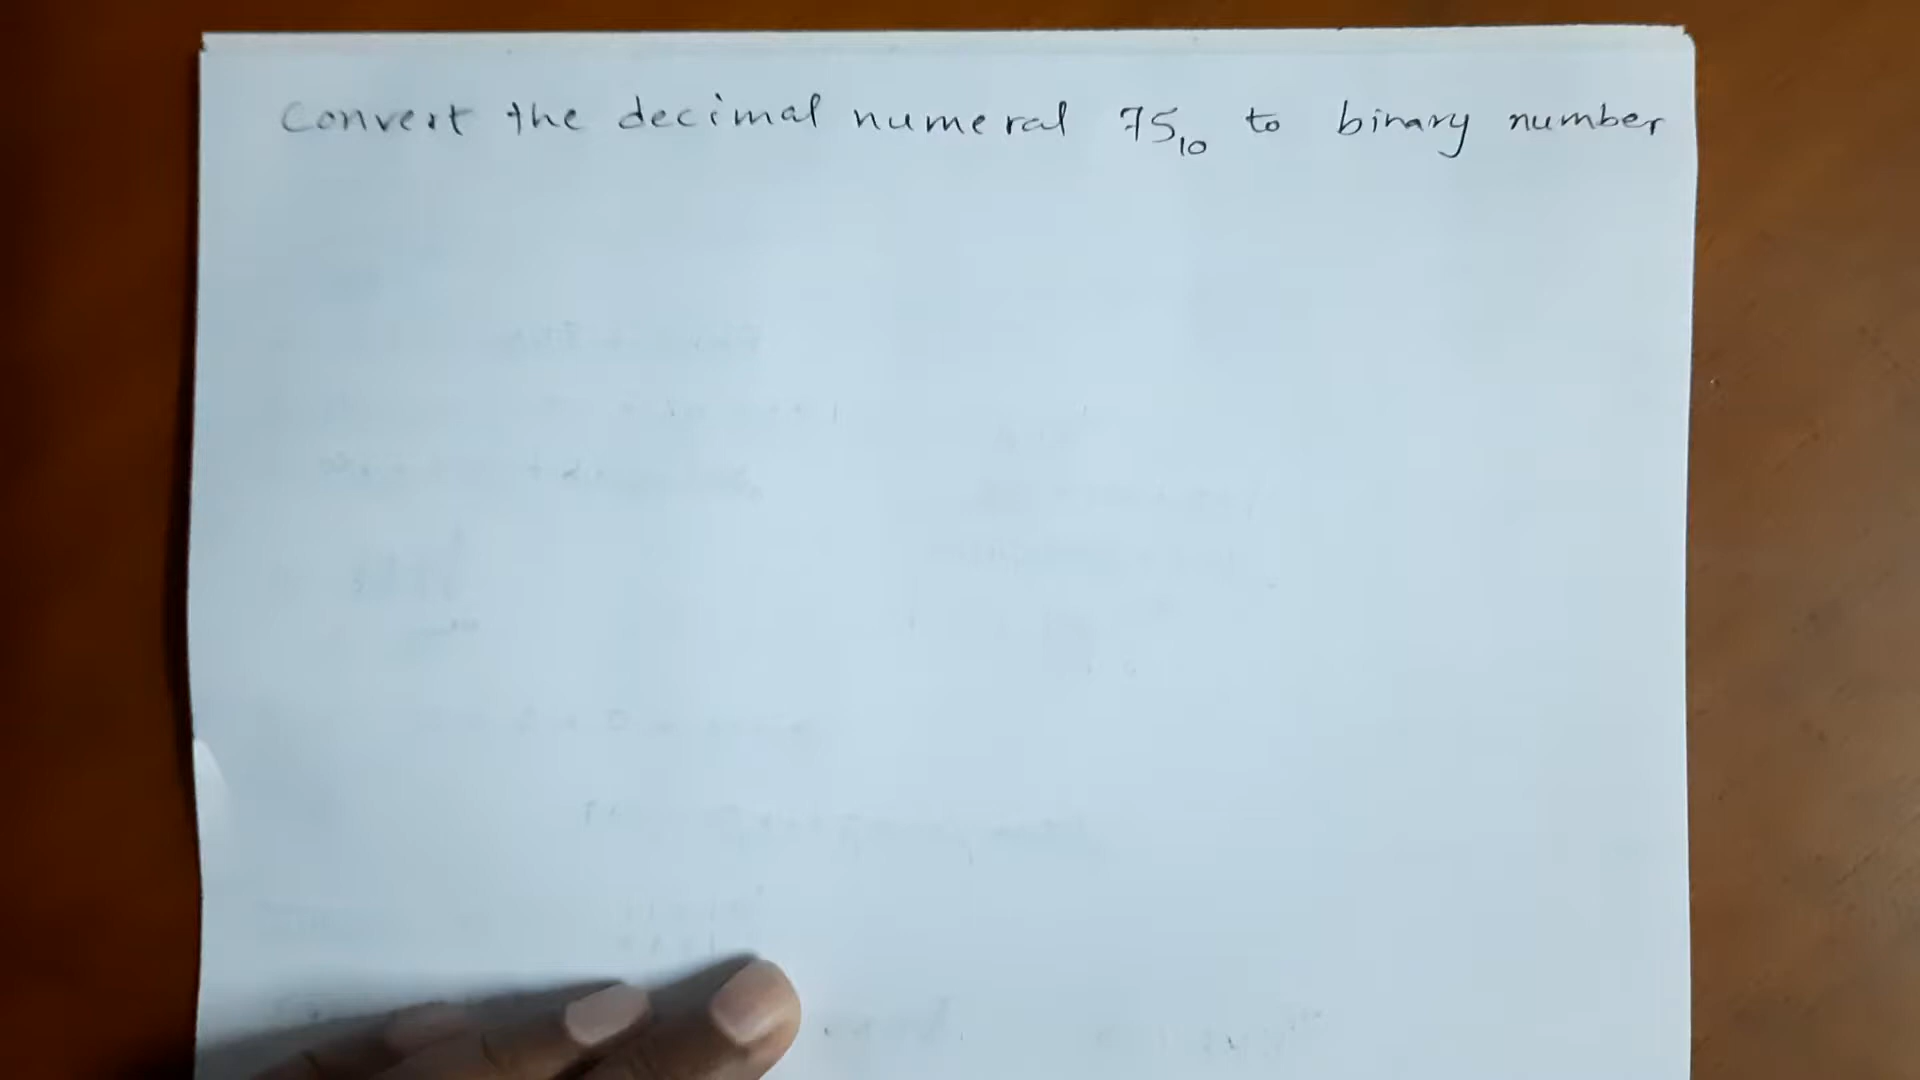 Convert the decimal numeral 75₁₀ to binary number